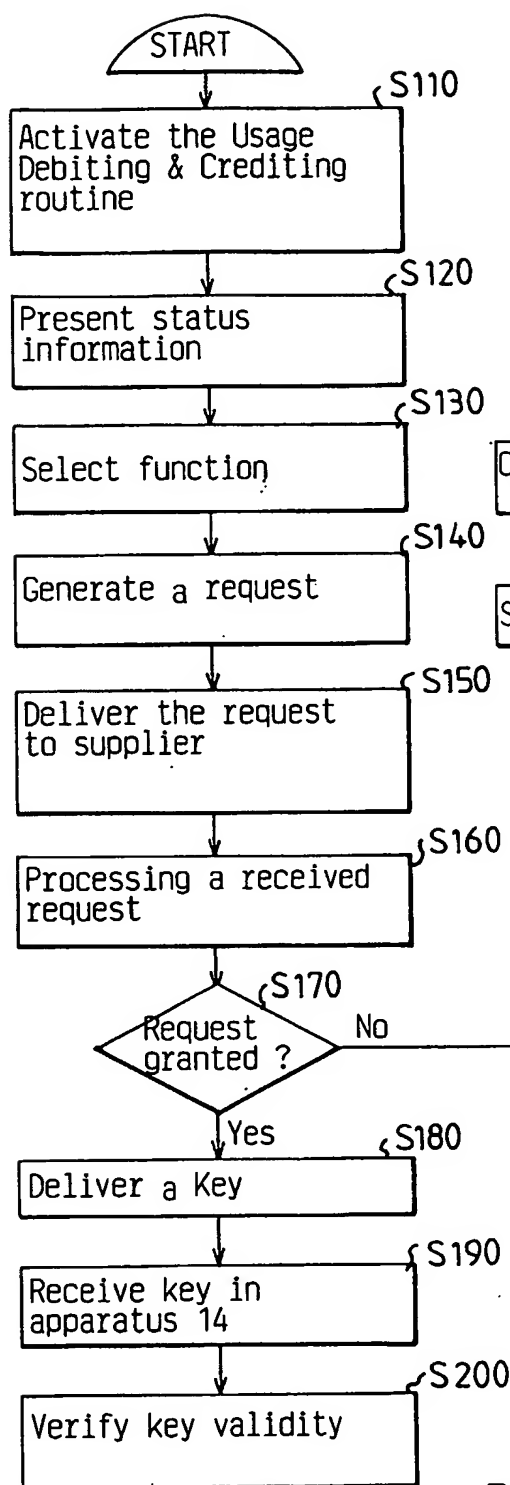 START
S110
Activate the Usage
Debiting & Crediting
routine
S120
Present status
information
S130
Select function
S140
Generate a request
S150
Deliver the request
to supplier
S160
Processing a received
request
S170
Request
granted ?
No
Yes
S180
Deliver a Key
S190
Receive key in
apparatus 14
S200
Verify key validity